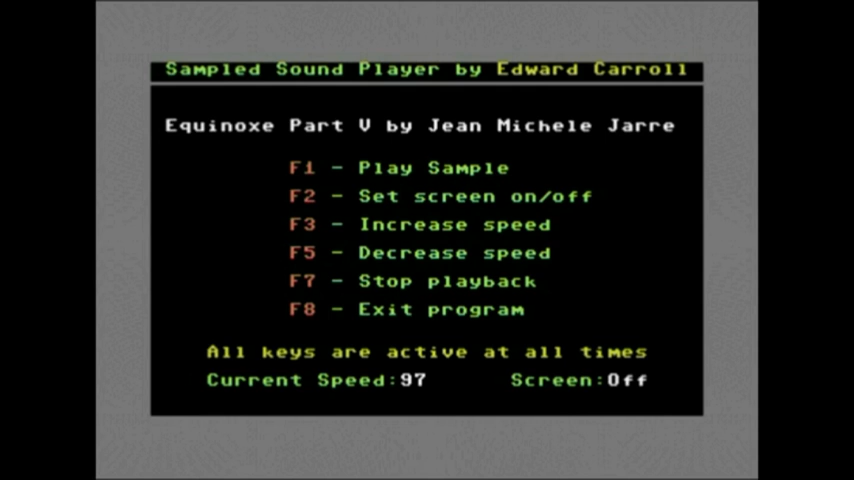 Sampled Sound Player by Edward Carroll
Equinoxe Part V by Jean Michele Jarre
F1 - Play Sample
F2 - Set screen on/off
F3 - Increase speed
F5 - Decrease speed
F7 - Stop playback
F8 - Exit program
All keys are active at all times
Current Speed:97 Screen:Off